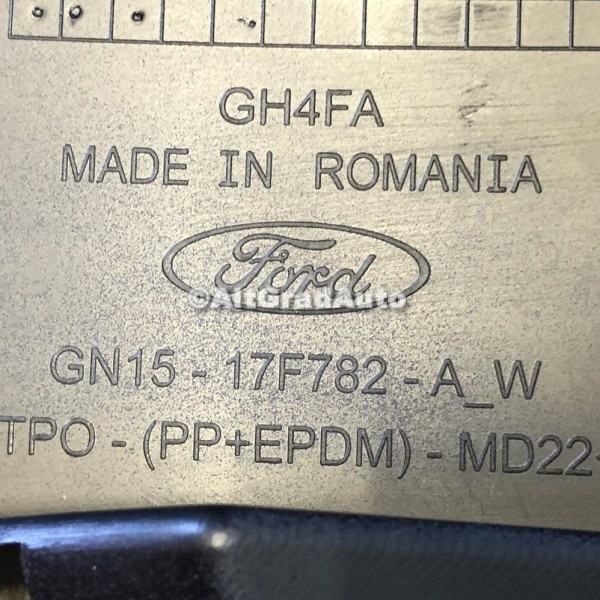 GH4FA
MADE IN ROMANIA
Ford
©AltGradAuto
GN15 - 17F782 - A_W
TPO - (PP+EPDM) - MD22